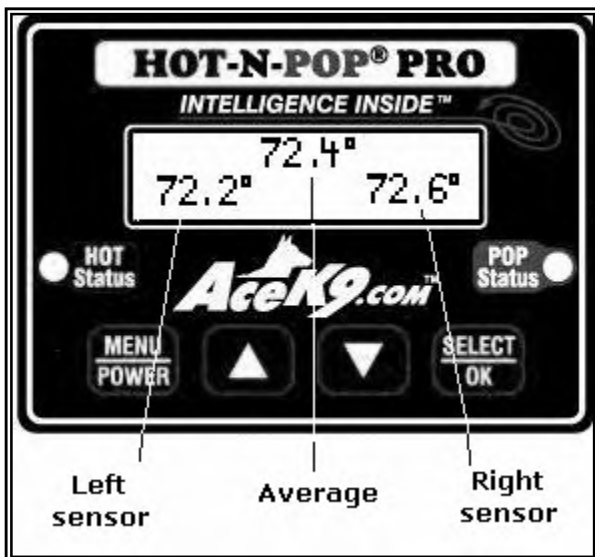 HOT-N-POP® PRO
INTELLIGENCE INSIDE™
72.4°
72.2° 72.6°
HOT
Status
POP
Status
AceK9.com™
MENU
POWER
SELECT
OK
Left
sensor
Average
Right
sensor